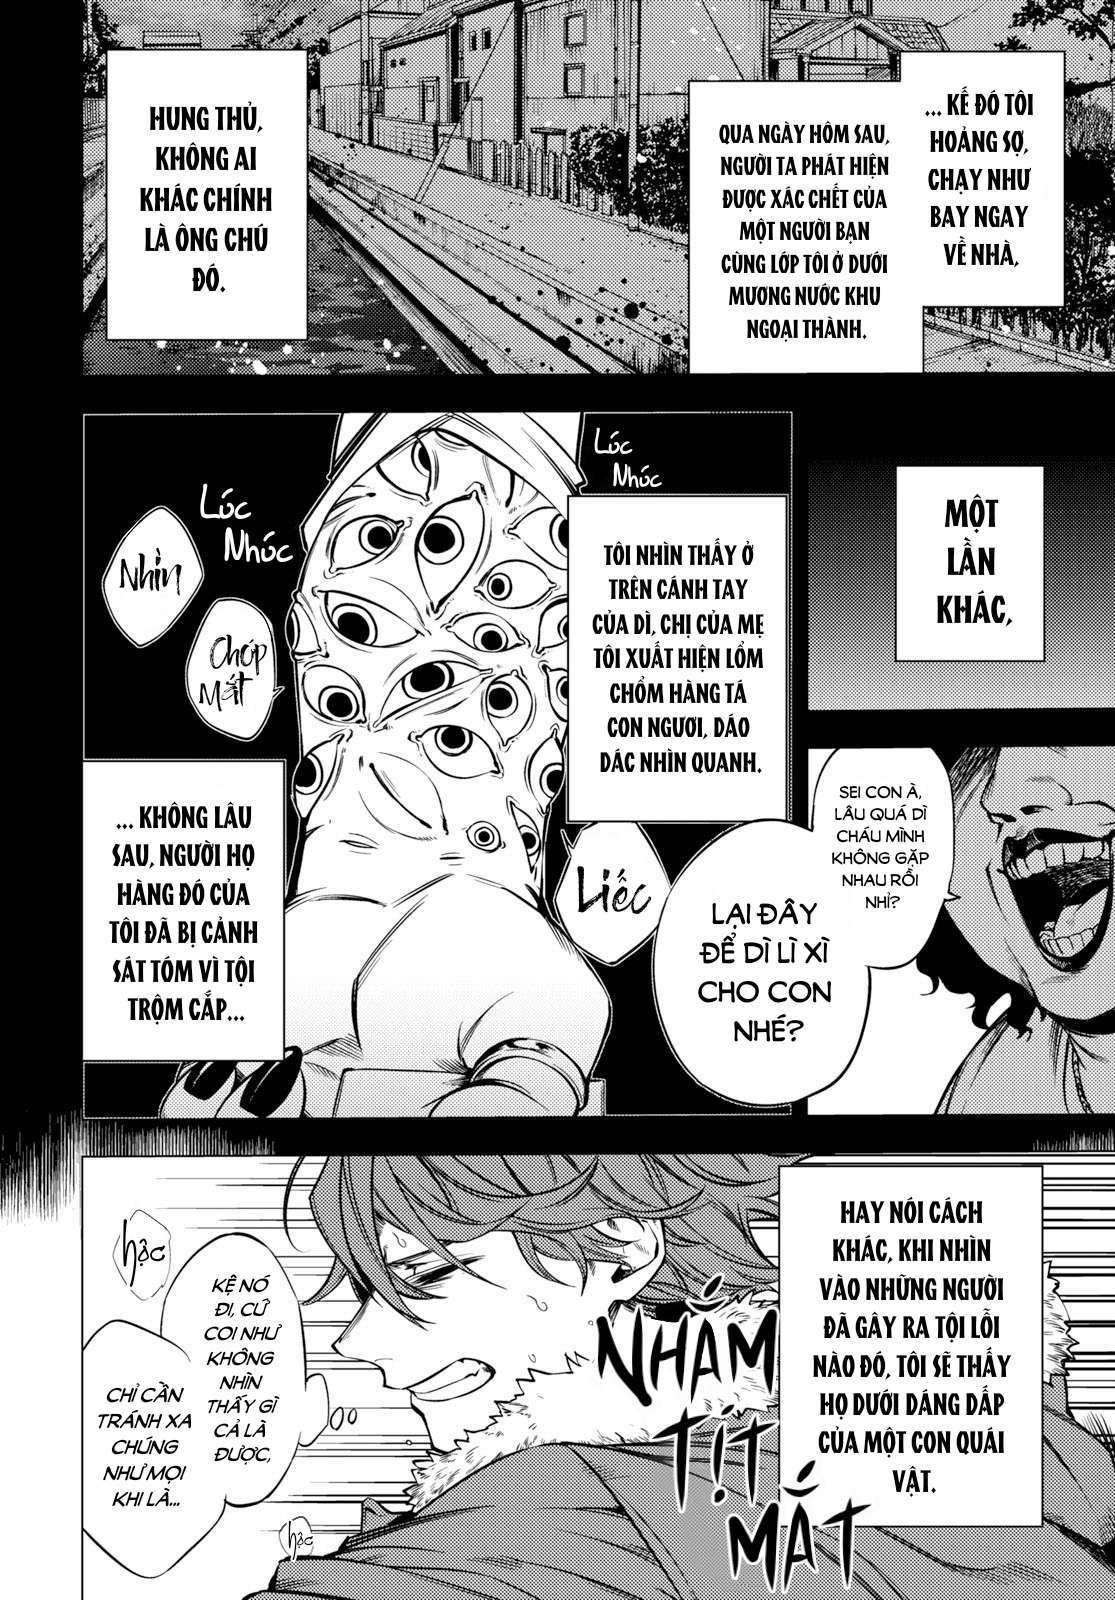 ... KẾ ĐÓ TÔI
HOẢNG SỢ,
CHẠY NHƯ
BAY NGAY
VỀ NHÀ,
QUA NGÀY HÔM SAU,
NGƯỜI TA PHÁT HIỆN
ĐƯỢC XÁC CHẾT CỦA
MỘT NGƯỜI BẠN
CÙNG LỚP TÔI Ở DƯỚI
MƯƠNG NƯỚC KHU
NGOẠI THÀNH.
HUNG THỦ,
KHÔNG AI
KHÁC CHÍNH
LÀ ÔNG CHÚ
ĐÓ.
MỘT
LẦN
KHÁC,
Lúc
Nhúc
TÔI NHÌN THẤY Ở
TRÊN CÁNH TAY
CỦA DÌ, CHỊ CỦA MẸ
TÔI XUẤT HIỆN LỔM
CHỔM HÀNG TÁ
CON NGƯƠI, DÁO
DÁC NHÌN QUANH.
Lúc
Nhúc
Nhìn
Chớp
Mắt
SEI CON À,
LÂU QUÁ DÌ
CHÁU MÌNH
KHÔNG GẶP
NHAU RỒI
NHỈ?
LẠI ĐÂY
ĐỂ DÌ LÌ XÌ
CHO CON
NHÉ?
Liếc
... KHÔNG LÂU
SAU, NGƯỜI HỌ
HÀNG ĐÓ CỦA
TÔI ĐÃ BỊ CẢNH
SÁT TÓM VÌ TỘI
TRỘM CẮP...
HAY NÓI CÁCH
KHÁC, KHI NHÌN
VÀO NHỮNG NGƯỜI
ĐÃ GÂY RA TỘI LỖI
NÀO ĐÓ, TÔI SẼ THẤY
HỌ DƯỚI DÁNG DẤP
CỦA MỘT CON QUÁI
VẬT.
NHẮM
TỊT
MẮT
hộc
KỆ NÓ
ĐI, CỨ
COI NHƯ
KHÔNG
NHÌN
THẤY GÌ
CẢ LÀ
ĐƯỢC,
CHỈ CẦN
TRÁNH XA
CHÚNG
NHƯ MỌI
KHI LÀ...
hộc